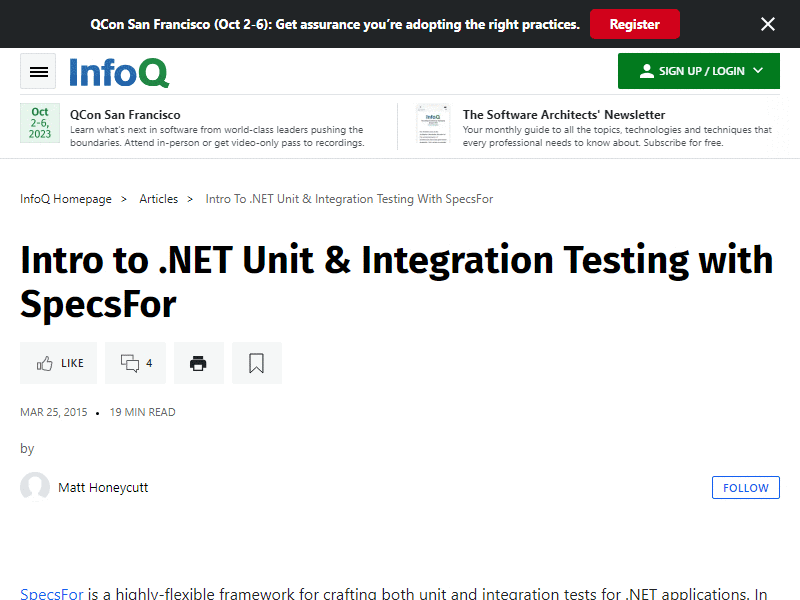 QCon San Francisco (Oct 2-6): Get assurance you're adopting the right practices.
Register
InfoQ
SIGN UP / LOGIN
Oct
2-6,
2023
QCon San Francisco
Learn what's next in software from world-class leaders pushing the
boundaries. Attend in-person or get video-only pass to recordings.
InfoQ
The Software Architects' Newsletter
Your monthly guide to all the topics, technologies and techniques that
every professional needs to know about. Subscribe for free.
InfoQ Homepage > Articles > Intro To .NET Unit & Integration Testing With SpecsFor
Intro to .NET Unit & Integration Testing with
SpecsFor
LIKE
4
MAR 25, 2015 • 19 MIN READ
by
Matt Honeycutt
FOLLOW
SpecsFor is a highly-flexible framework for crafting both unit and integration tests for .NET applications. In